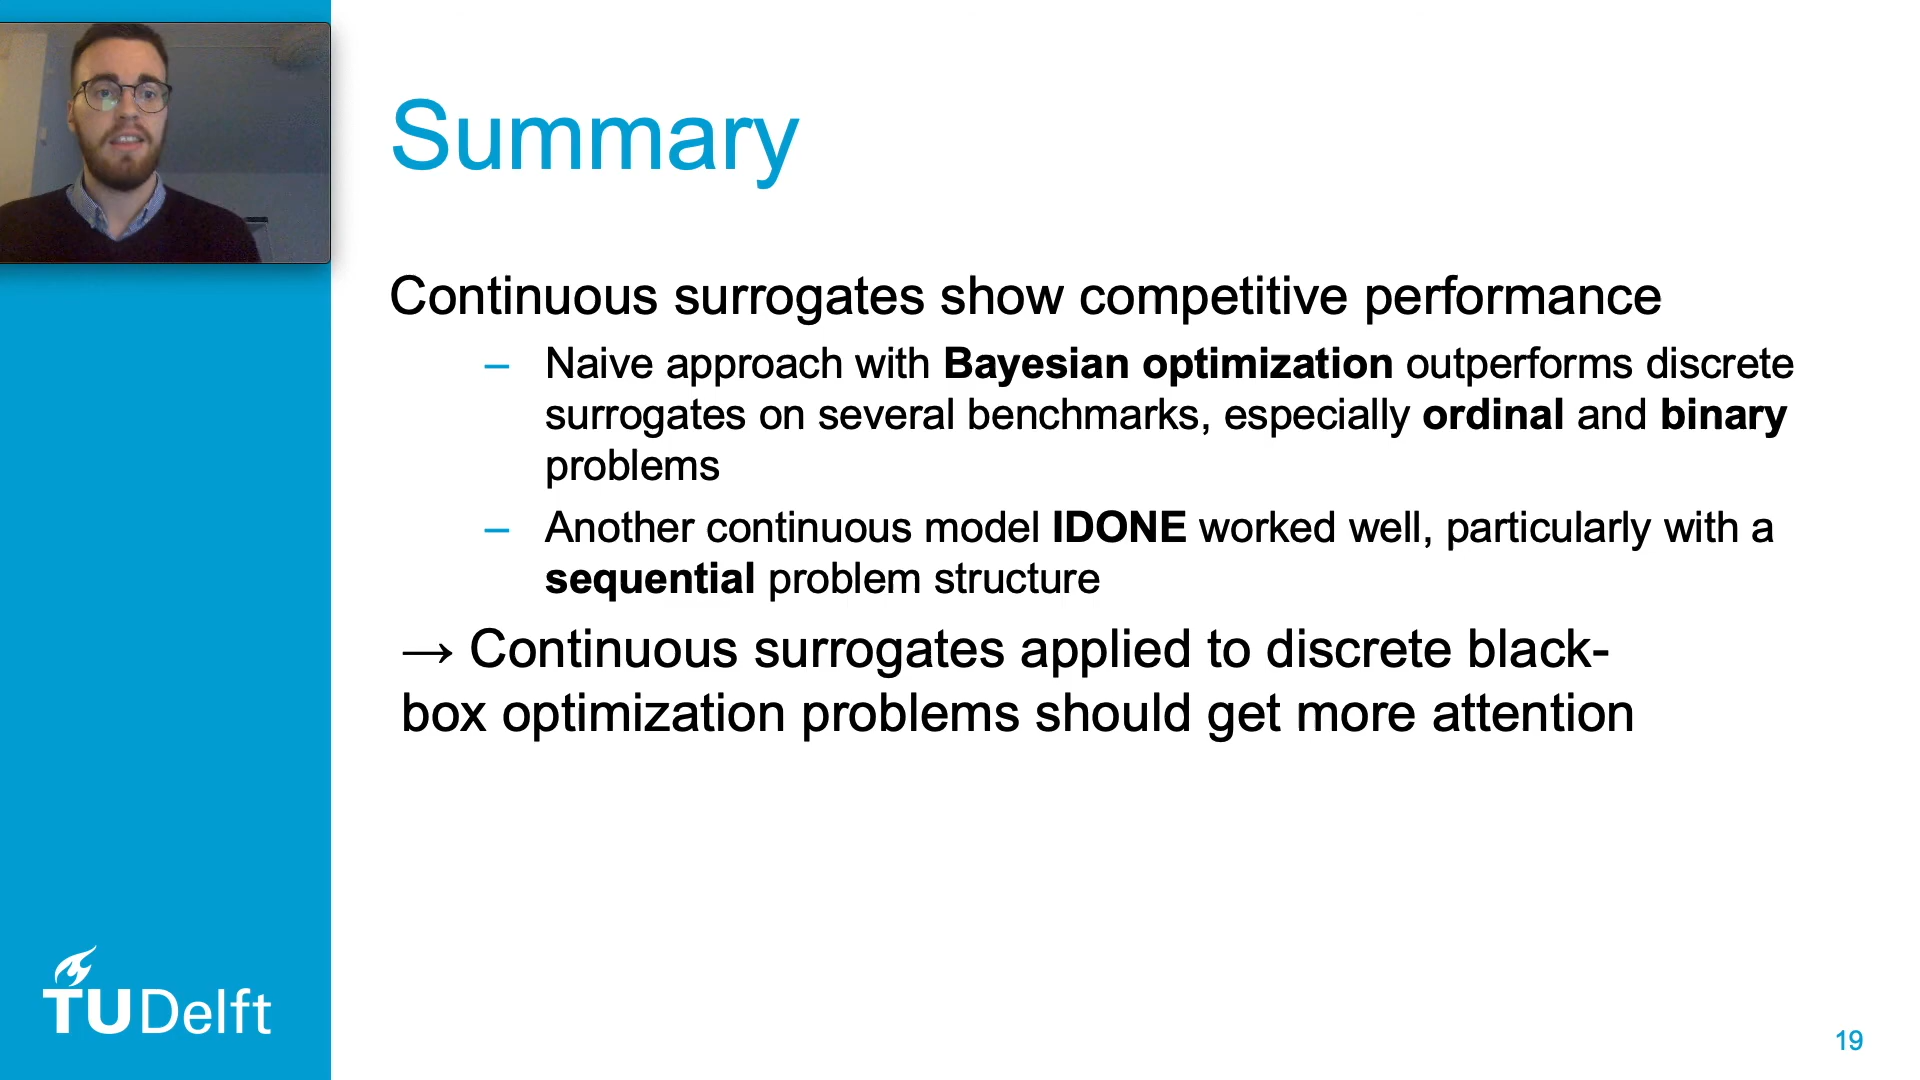 Summary
Continuous surrogates show competitive performance
– Naive approach with Bayesian optimization outperforms discrete
surrogates on several benchmarks, especially ordinal and binary
problems
– Another continuous model IDONE worked well, particularly with a
sequential problem structure
→ Continuous surrogates applied to discrete black-
box optimization problems should get more attention
TUDelft
19